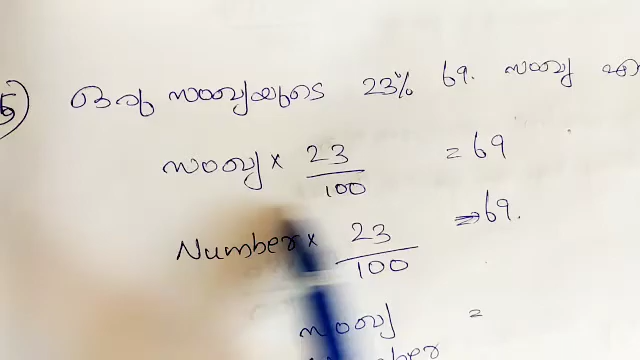 5) ഒരു സംഖ്യയുടെ 23% 69. സംഖ്യ
സംഖ്യ × 23/100 = 69
Number × 23/100 = 69.
സംഖ്യ =